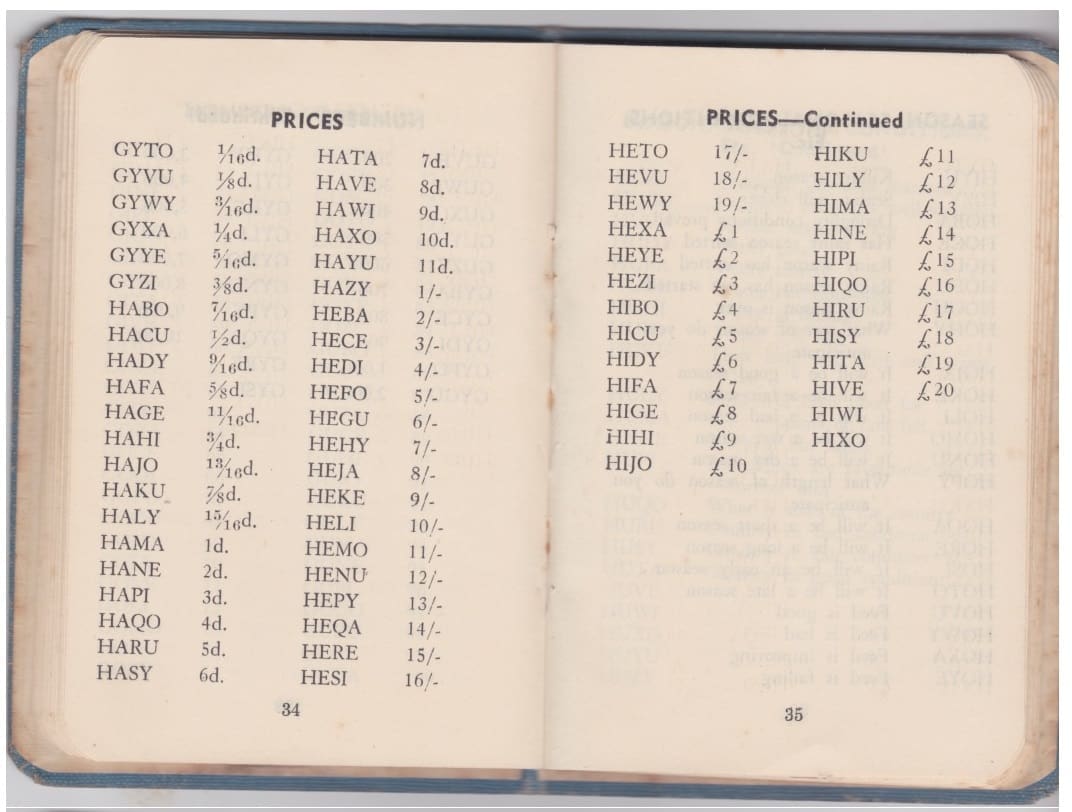 PRICES
GYTO 1/16d. HATA 7d.
GYVU 1/8d. HAVE 8d.
GYWY 3/16d. HAWI 9d.
GYXA 1/4d. HAXO 10d.
GYYE 5/16d. HAYU 11d.
GYZI 3/8d. HAZY 1/-
HABO 7/16d. HEBA 2/-
HACU 1/2d. HECE 3/-
HADY 9/16d. HEDI 4/-
HAFA 5/8d. HEFO 5/-
HAGE 11/16d. HEGU 6/-
HAHI 3/4d. HEHY 7/-
HAJO 13/16d. HEJA 8/-
HAKU 7/8d. HEKE 9/-
HALY 15/16d. HELI 10/-
HAMA 1d. HEMO 11/-
HANE 2d. HENU 12/-
HAPI 3d. HEPY 13/-
HAQO 4d. HEQA 14/-
HARU 5d. HERE 15/-
HASY 6d. HESI 16/-
34
PRICES—Continued
HETO 17/- HIKU £11
HEVU 18/- HILY £12
HEWY 19/- HIMA £13
HEXA £1 HINE £14
HEYE £2 HIPI £15
HEZI £3 HIQO £16
HIBO £4 HIRU £17
HICU £5 HISY £18
HIDY £6 HITA £19
HIFA £7 HIVE £20
HIGE £8 HIWI
HIHI £9 HIXO
HIJO £10
35